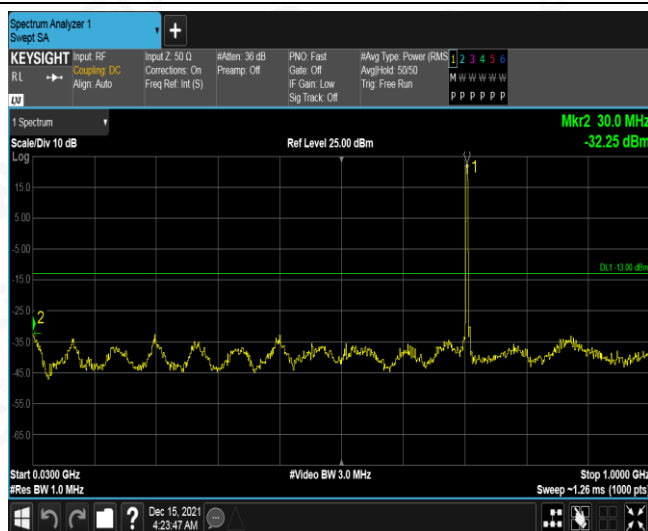 Spectrum Analyzer 1
Swept SA
+
KEYSIGHT
RL
LXI
Input: RF
Coupling: DC
Align: Auto
Input Z: 50 Ω
Corrections: On
Freq Ref: Int (S)
#Atten: 36 dB
Preamp: Off
PNO: Fast
Gate: Off
IF Gain: Low
Sig Track: Off
#Avg Type: Power (RMS
Avg|Hold: 50/50
Trig: Free Run
1 2 3 4 5 6
M W W W W W
P P P P P P
1 Spectrum
Mkr2 30.0 MHz
-32.25 dBm
Scale/Div 10 dB
Ref Level 25.00 dBm
Log
1
15.0
5.00
-5.00
DL1 -13.00 dBm
-15.0
-25.0
2
-35.0
-45.0
-55.0
-65.0
Start 0.0300 GHz
#Video BW 3.0 MHz
Stop 1.0000 GHz
#Res BW 1.0 MHz
Sweep ~1.26 ms (1000 pts)
?
Dec 15, 2021
4:23:47 AM